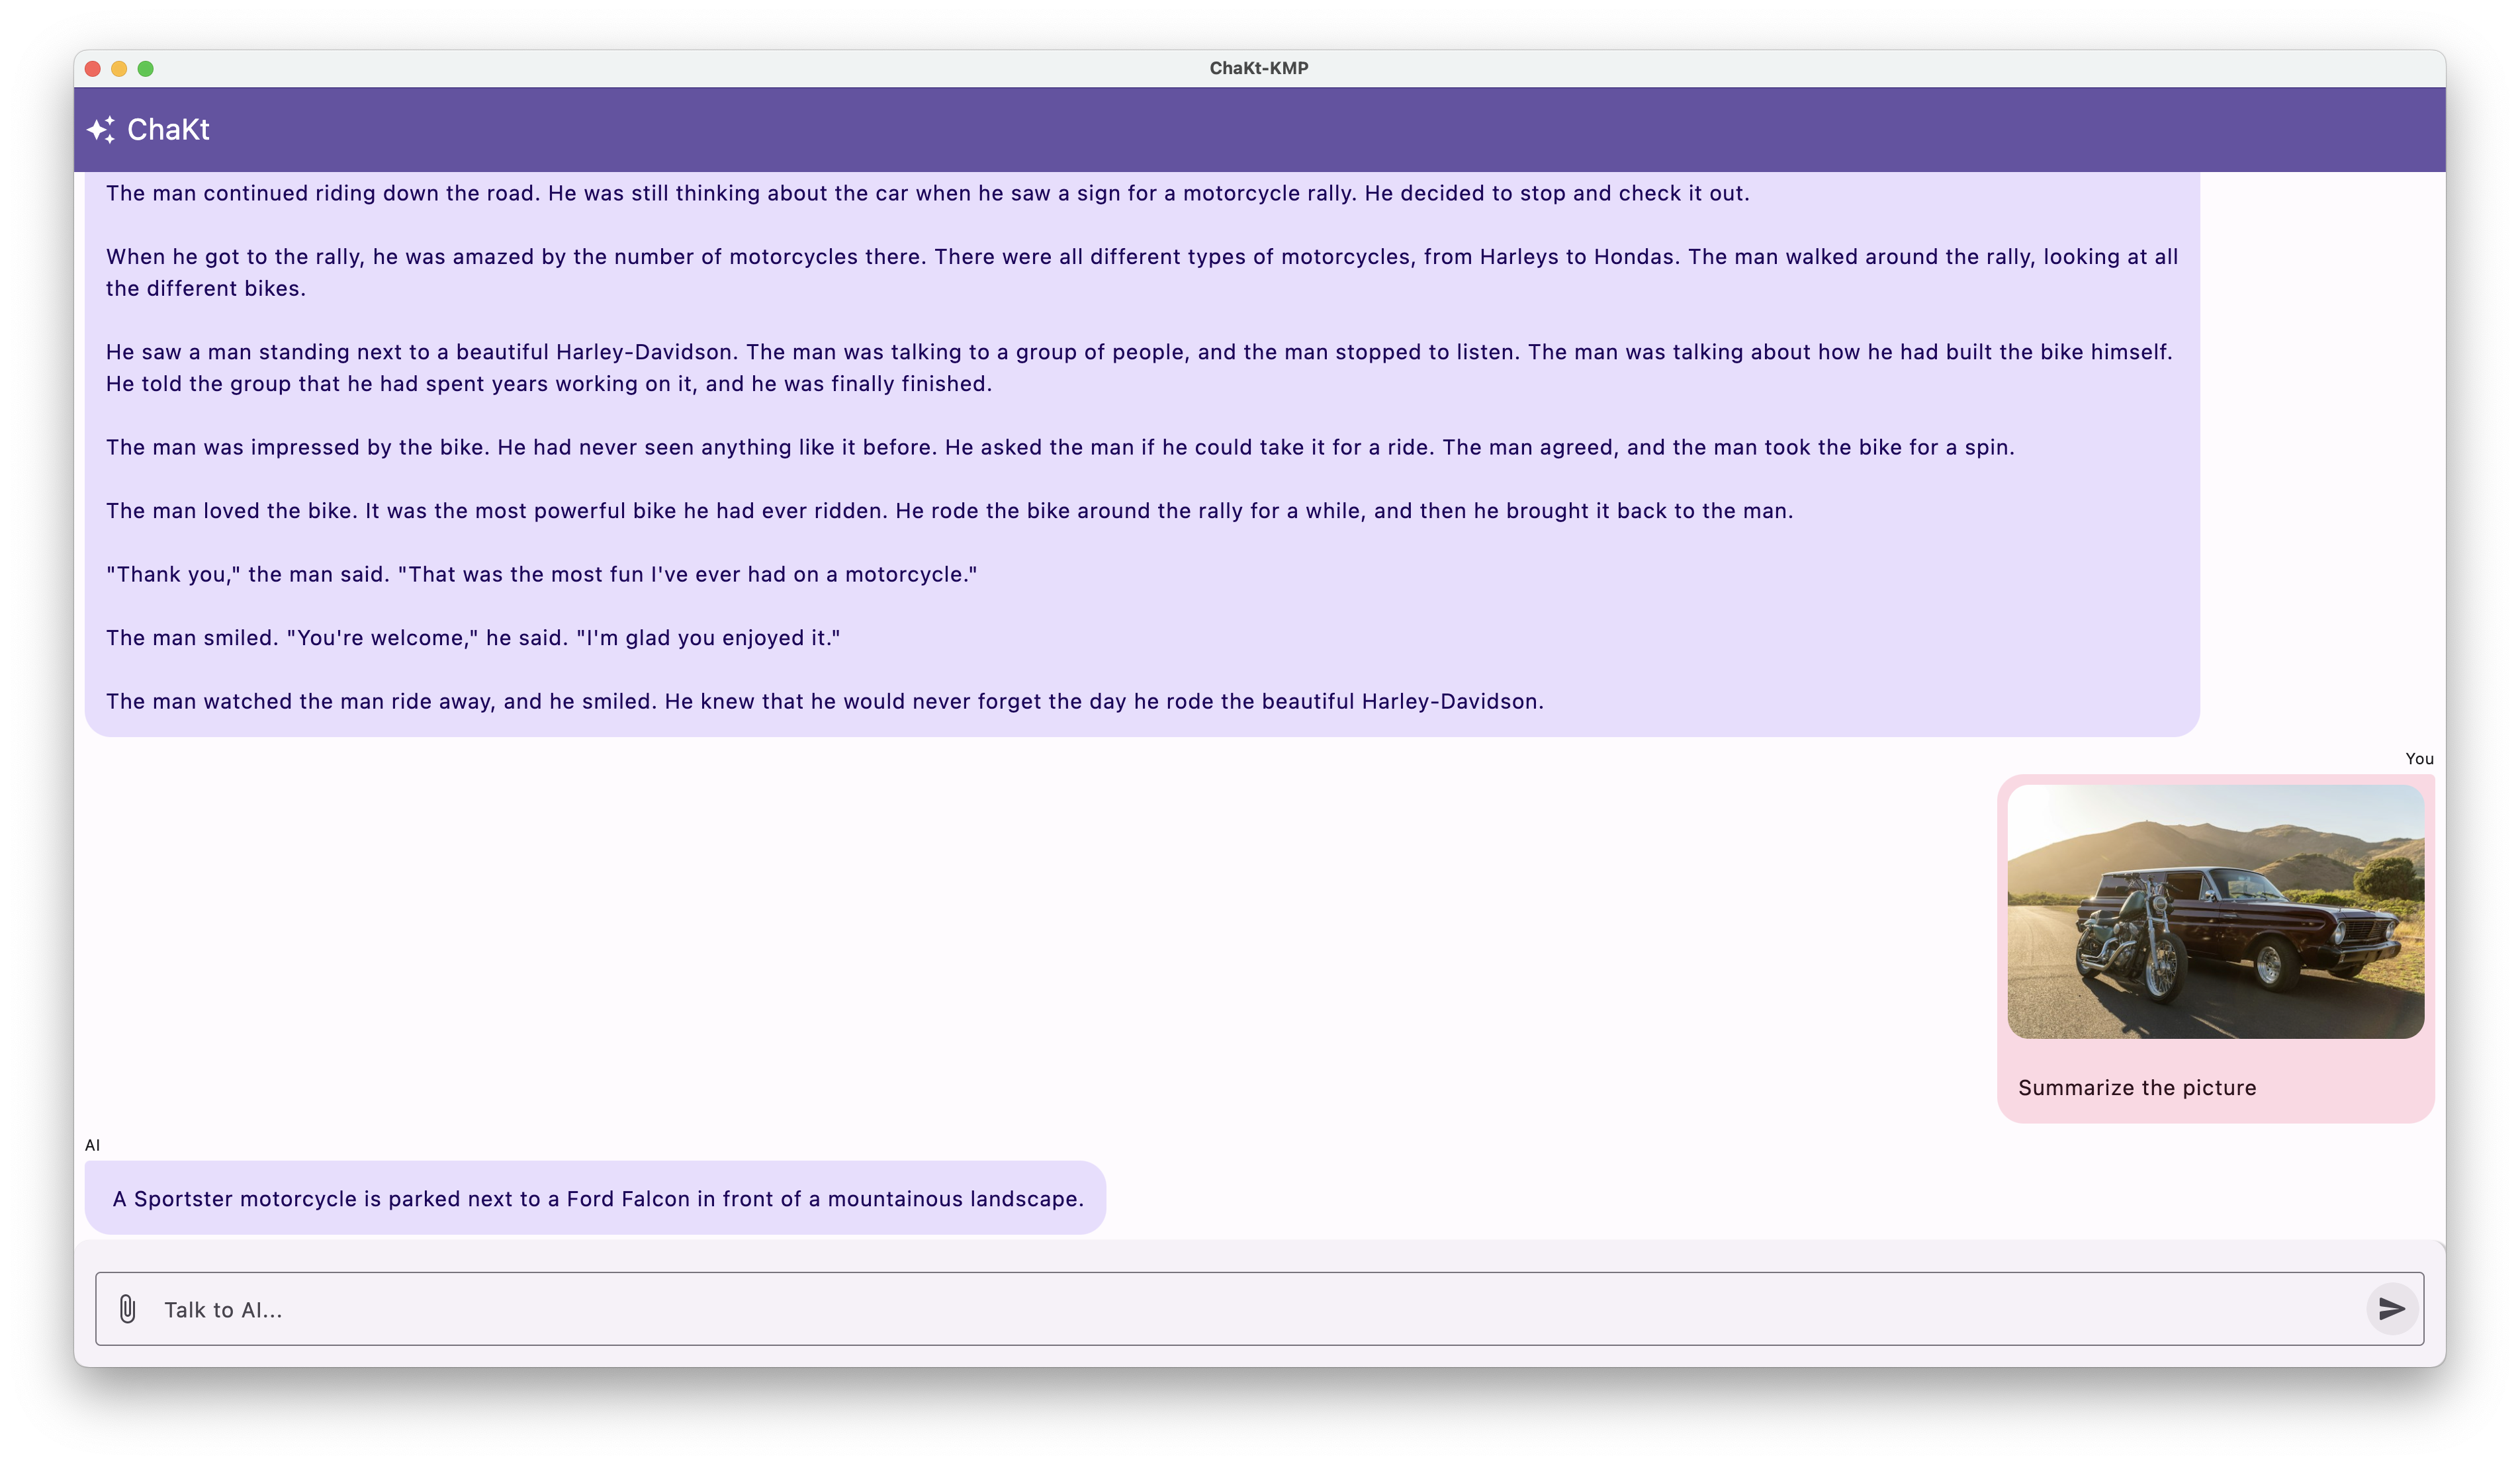 ChaKt-KMP
ChaKt
The man continued riding down the road. He was still thinking about the car when he saw a sign for a motorcycle rally. He decided to stop and check it out.
When he got to the rally, he was amazed by the number of motorcycles there. There were all different types of motorcycles, from Harleys to Hondas. The man walked around the rally, looking at all
the different bikes.
He saw a man standing next to a beautiful Harley-Davidson. The man was talking to a group of people, and the man stopped to listen. The man was talking about how he had built the bike himself.
He told the group that he had spent years working on it, and he was finally finished.
The man was impressed by the bike. He had never seen anything like it before. He asked the man if he could take it for a ride. The man agreed, and the man took the bike for a spin.
The man loved the bike. It was the most powerful bike he had ever ridden. He rode the bike around the rally for a while, and then he brought it back to the man.
"Thank you," the man said. "That was the most fun I've ever had on a motorcycle."
The man smiled. "You're welcome," he said. "I'm glad you enjoyed it."
The man watched the man ride away, and he smiled. He knew that he would never forget the day he rode the beautiful Harley-Davidson.
You
Summarize the picture
AI
A Sportster motorcycle is parked next to a Ford Falcon in front of a mountainous landscape.
Talk to AI...